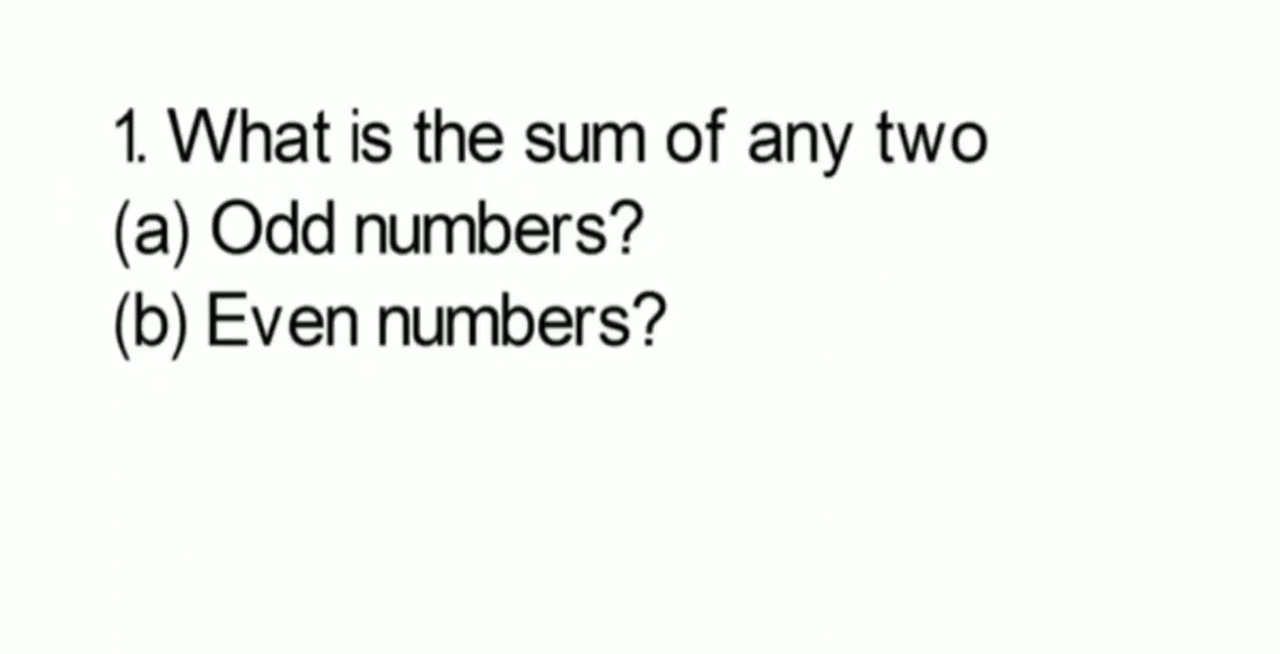 1. What is the sum of any two
(a) Odd numbers?
(b) Even numbers?